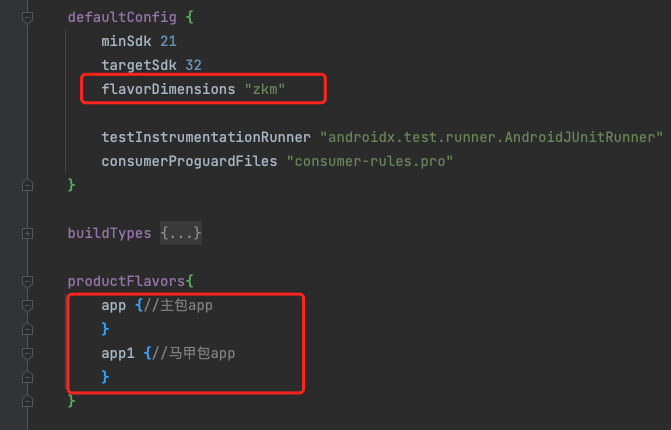 defaultConfig {
minSdk 21
targetSdk 32
flavorDimensions "zkm"
testInstrumentationRunner "androidx.test.runner.AndroidJUnitRunner"
consumerProguardFiles "consumer-rules.pro"
}
buildTypes {...}
productFlavors{
app {//主包app
}
app1 {//马甲包app
}
}